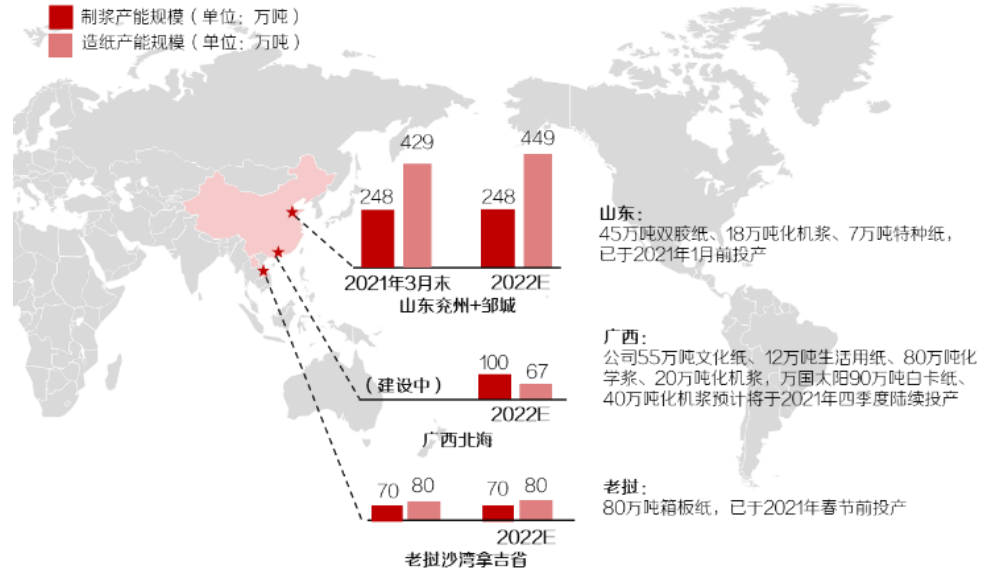 制浆产能规模（单位：万吨）
造纸产能规模（单位：万吨）
248
429
248
449
2021年3月末
2022E
山东兖州+邹城
山东：
45万吨双胶纸、18万吨化机浆、7万吨特种纸，
已于2021年1月前投产
（建设中）
100
67
2022E
广西北海
广西：
公司55万吨文化纸、12万吨生活用纸、80万吨化
学浆、20万吨化机浆，万国太阳90万吨白卡纸、
40万吨化机浆预计将于2021年四季度陆续投产
70
80
70
80
2022E
老挝沙湾拿吉省
老挝：
80万吨箱板纸，已于2021年春节前投产